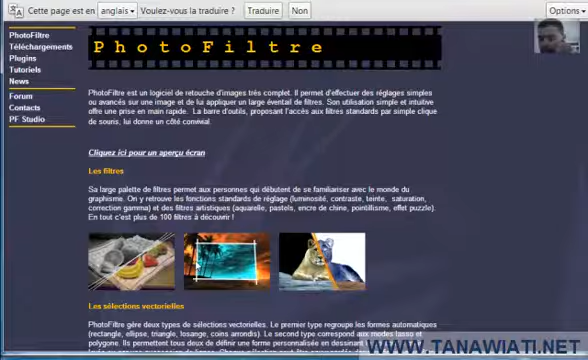 Cette page est en anglais Voulez-vous la traduire ? Traduire Non Options
PhotoFiltre
Téléchargements
Plugins
Tutoriels
News
Forum
Contacts
PF Studio
PhotoFiltre
PhotoFiltre est un logiciel de retouche d'images très complet. Il permet d'effectuer des réglages simples
ou avancés sur une image et de lui appliquer un large éventail de filtres. Son utilisation simple et intuitive
offre une prise en main rapide. La barre d'outils, proposant l'accès aux filtres standards par simple clique
de souris, lui donne un côté convivial.
Cliquez ici pour un aperçu écran
Les filtres
Sa large palette de filtres permet aux personnes qui débutent de se familiariser avec le monde du
graphisme. On y retrouve les fonctions standards de réglage (luminosité, contraste, teinte, saturation,
correction gamma) et des filtres artistiques (aquarelle, pastels, encre de chine, pointillisme, effet puzzle).
En tout c'est plus de 100 filtres à découvrir !
Les sélections vectorielles
PhotoFiltre gère deux types de sélections vectorielles. Le premier type regroupe les formes automatiques
(rectangle, ellipse, triangle, losange, coins arrondis). Le second type correspond aux modes lasso et
polygone. Ils permettent tous deux de définir une forme personnalisée en dessinant
WWW.TANAWIATI.NET